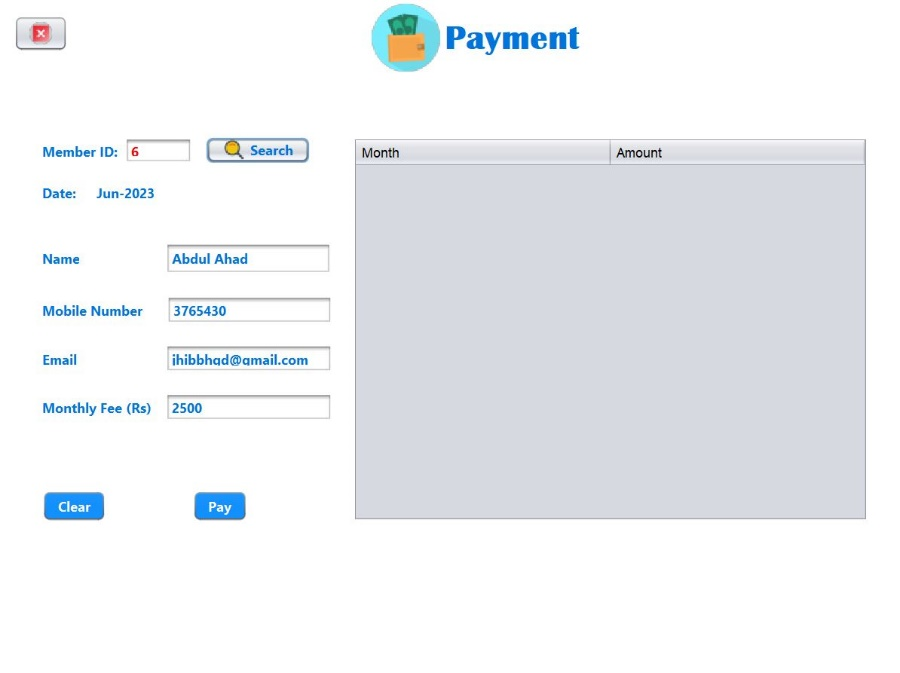 Payment
Member ID: 6 Search
Date: Jun-2023
Name Abdul Ahad
Mobile Number 3765430
Email ihibbhgd@gmail.com
Monthly Fee (Rs) 2500
Clear Pay
Month Amount